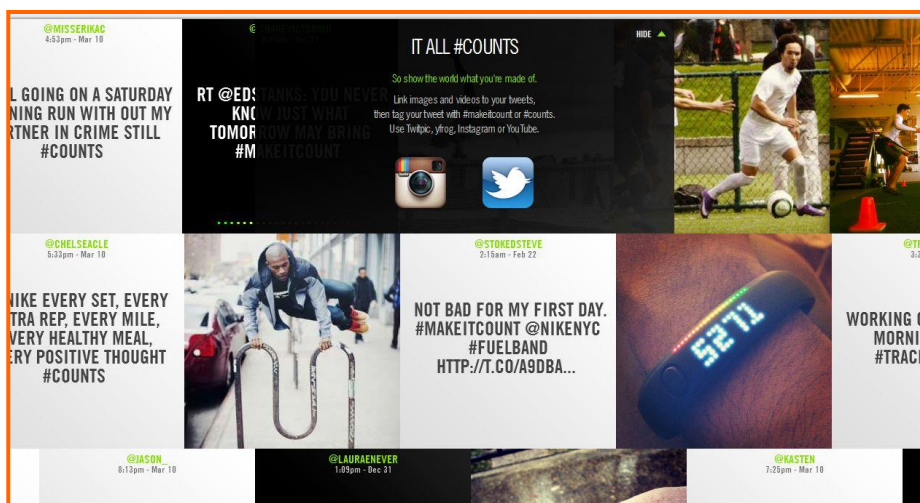 @MISSERIKAC
4:53pm - Mar 10
L GOING ON A SATURDAY
NING RUN WITH OUT MY
RTNER IN CRIME STILL
#COUNTS
RT @EDSTANKS: YOU NEVER
KNOW JUST WHAT
TOMORROW MAY BRING
#MAKEITCOUNT
IT ALL #COUNTS
So show the world what you're made of.
Link images and videos to your tweets,
then tag your tweet with #makeitcount or #counts.
Use Twitpic, yfrog, Instagram or YouTube.
HIDE
@CHELSEACLE
5:33pm - Mar 10
NIKE EVERY SET, EVERY
TRA REP, EVERY MILE,
VERY HEALTHY MEAL,
ERY POSITIVE THOUGHT
#COUNTS
@STOKEDSTEVE
2:15am - Feb 22
NOT BAD FOR MY FIRST DAY.
#MAKEITCOUNT @NIKENYC
#FUELBAND
HTTP://T.CO/A9DBA...
5271
WORKING
MORNI
#TRAC
@JASON_
8:13pm - Mar 10
@LAURAENEVER
1:09pm - Dec 31
@KASTEN
7:25pm - Mar 10